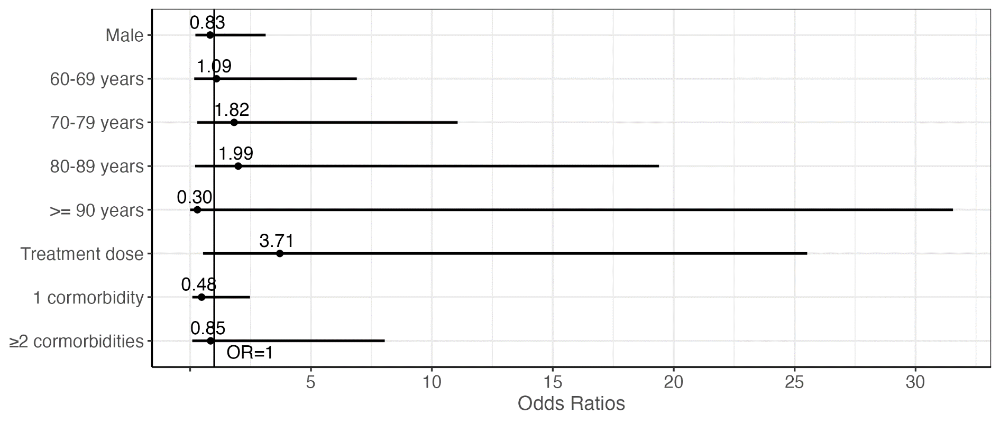 0.83
Male
1.09
60-69 years
1.82
70-79 years
1.99
80-89 years
0.30
>= 90 years
3.71
Treatment dose
0.48
1 cormorbidity
0.85
≥2 cormorbidities
OR=1
5 10 15 20 25 30
Odds Ratios